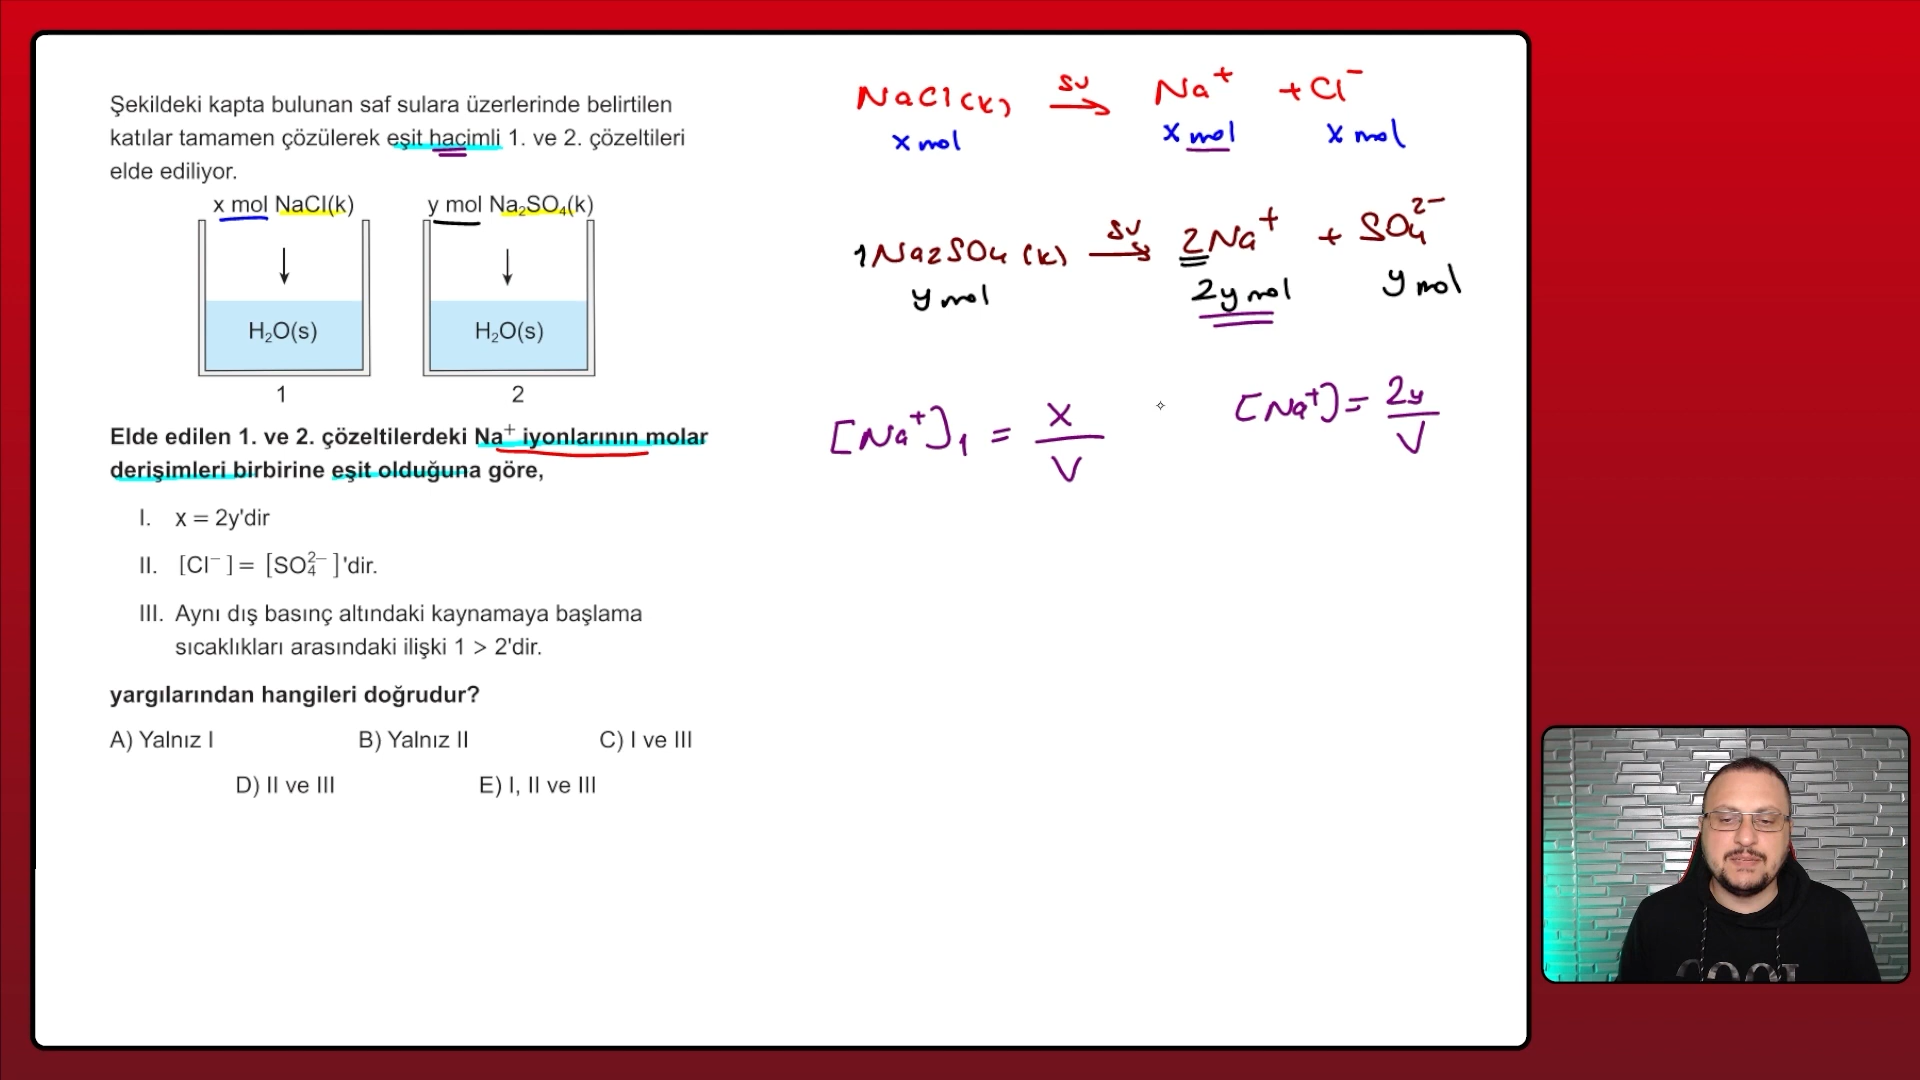 Şekildeki kapta bulunan saf sulara üzerlerinde belirtilen
katılar tamamen çözülerek eşit hacimli 1. ve 2. çözeltileri
elde ediliyor.
x mol NaCl(k)
y mol Na₂SO₄(k)
H₂O(s)
H₂O(s)
1
2
Elde edilen 1. ve 2. çözeltilerdeki Na⁺ iyonlarının molar
derişimleri birbirine eşit olduğuna göre,
I. x = 2y'dir
II. [Cl⁻] = [SO₄²⁻]'dir.
III. Aynı dış basınç altındaki kaynamaya başlama
sıcaklıkları arasındaki ilişki 1 > 2'dir.
yargılarından hangileri doğrudur?
A) Yalnız I
B) Yalnız II
C) I ve III
D) II ve III
E) I, II ve III
NaCl(k) su→ Na⁺ + Cl⁻
x mol x mol x mol
1Na2SO4 (k) su→ 2Na⁺ + SO₄²⁻
y mol 2y mol y mol
[Na⁺]₁ = x/V
[Na⁺] = 2y/V